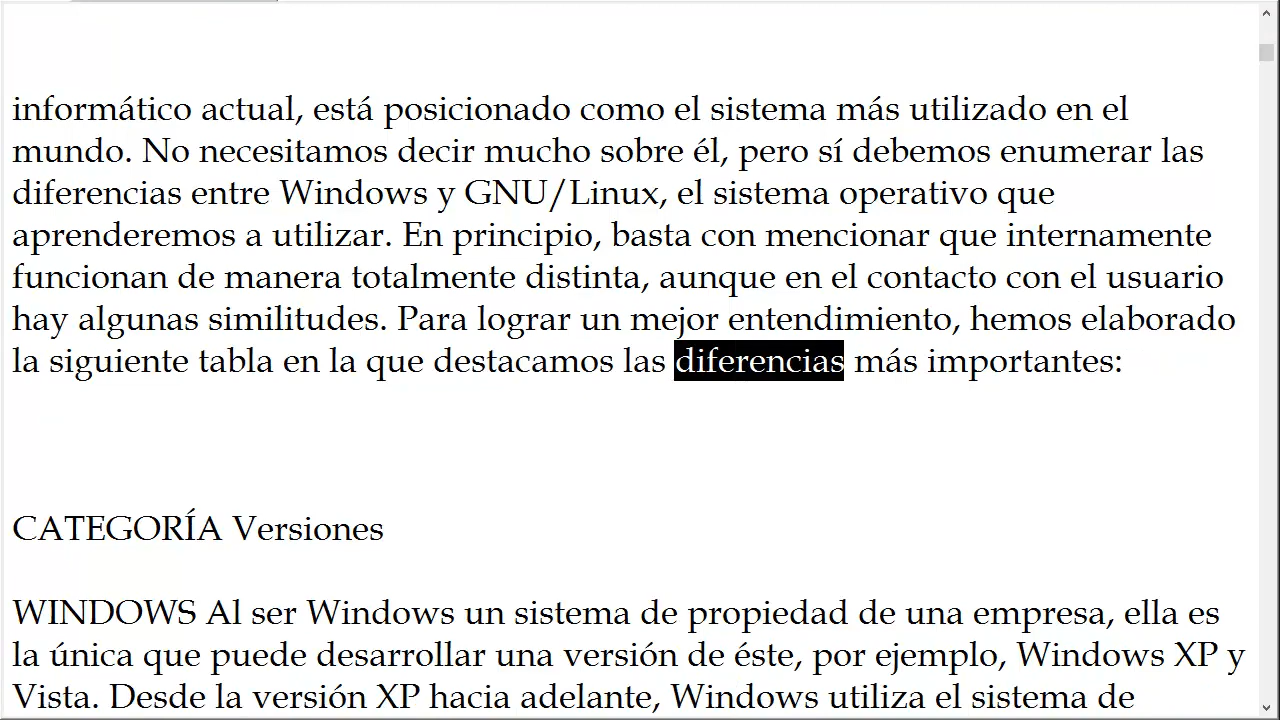 informático actual, está posicionado como el sistema más utilizado en el
mundo. No necesitamos decir mucho sobre él, pero sí debemos enumerar las
diferencias entre Windows y GNU/Linux, el sistema operativo que
aprenderemos a utilizar. En principio, basta con mencionar que internamente
funcionan de manera totalmente distinta, aunque en el contacto con el usuario
hay algunas similitudes. Para lograr un mejor entendimiento, hemos elaborado
la siguiente tabla en la que destacamos las diferencias más importantes:
CATEGORÍA Versiones
WINDOWS Al ser Windows un sistema de propiedad de una empresa, ella es
la única que puede desarrollar una versión de éste, por ejemplo, Windows XP y
Vista. Desde la versión XP hacia adelante, Windows utiliza el sistema de